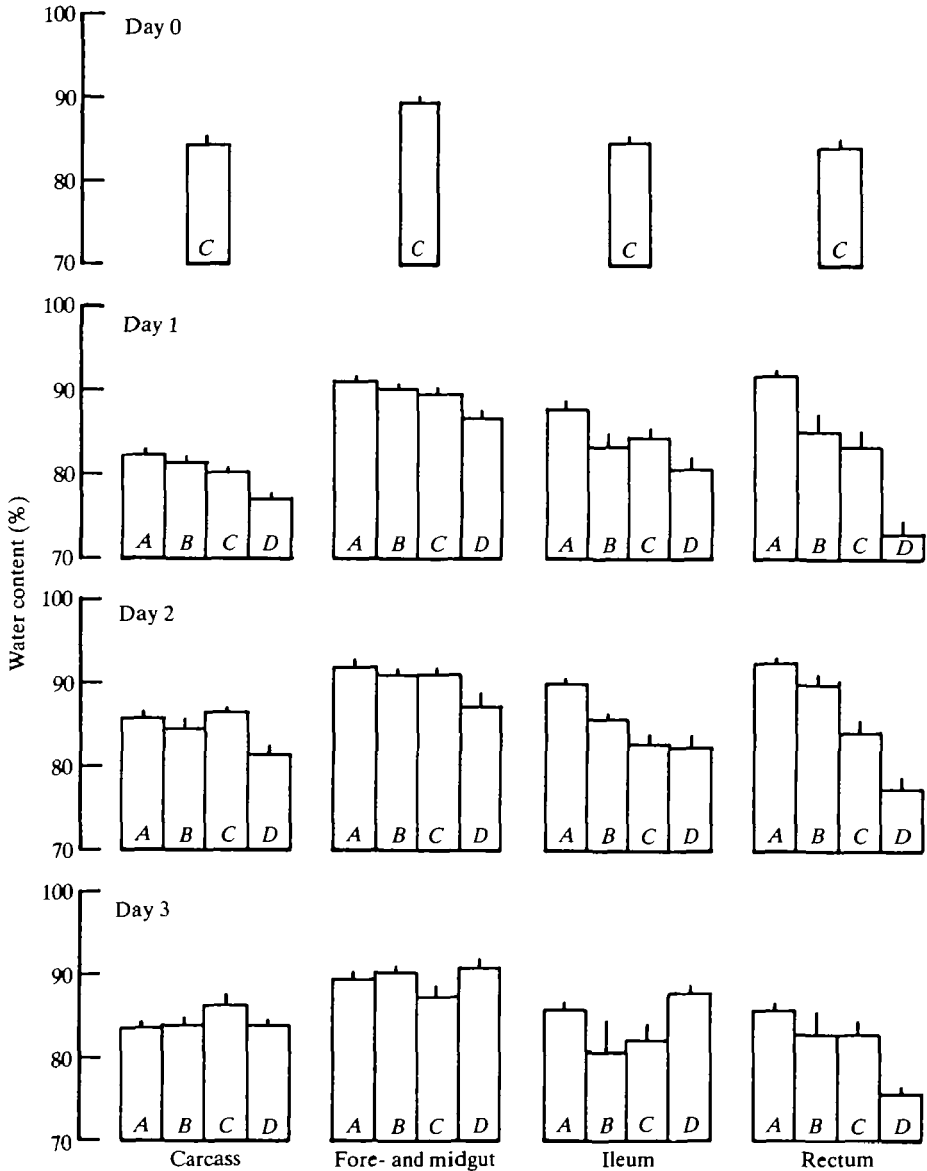 Water content (%)
100
Day 0
90
80
70
C
C
C
C
100
Day 1
90
80
70
A B C D
A B C D
A B C D
A B C D
100
Day 2
90
80
70
A B C D
A B C D
A B C D
A B C D
100
Day 3
90
80
70
A B C D
A B C D
A B C D
A B C D
Carcass
Fore- and midgut
Ileum
Rectum